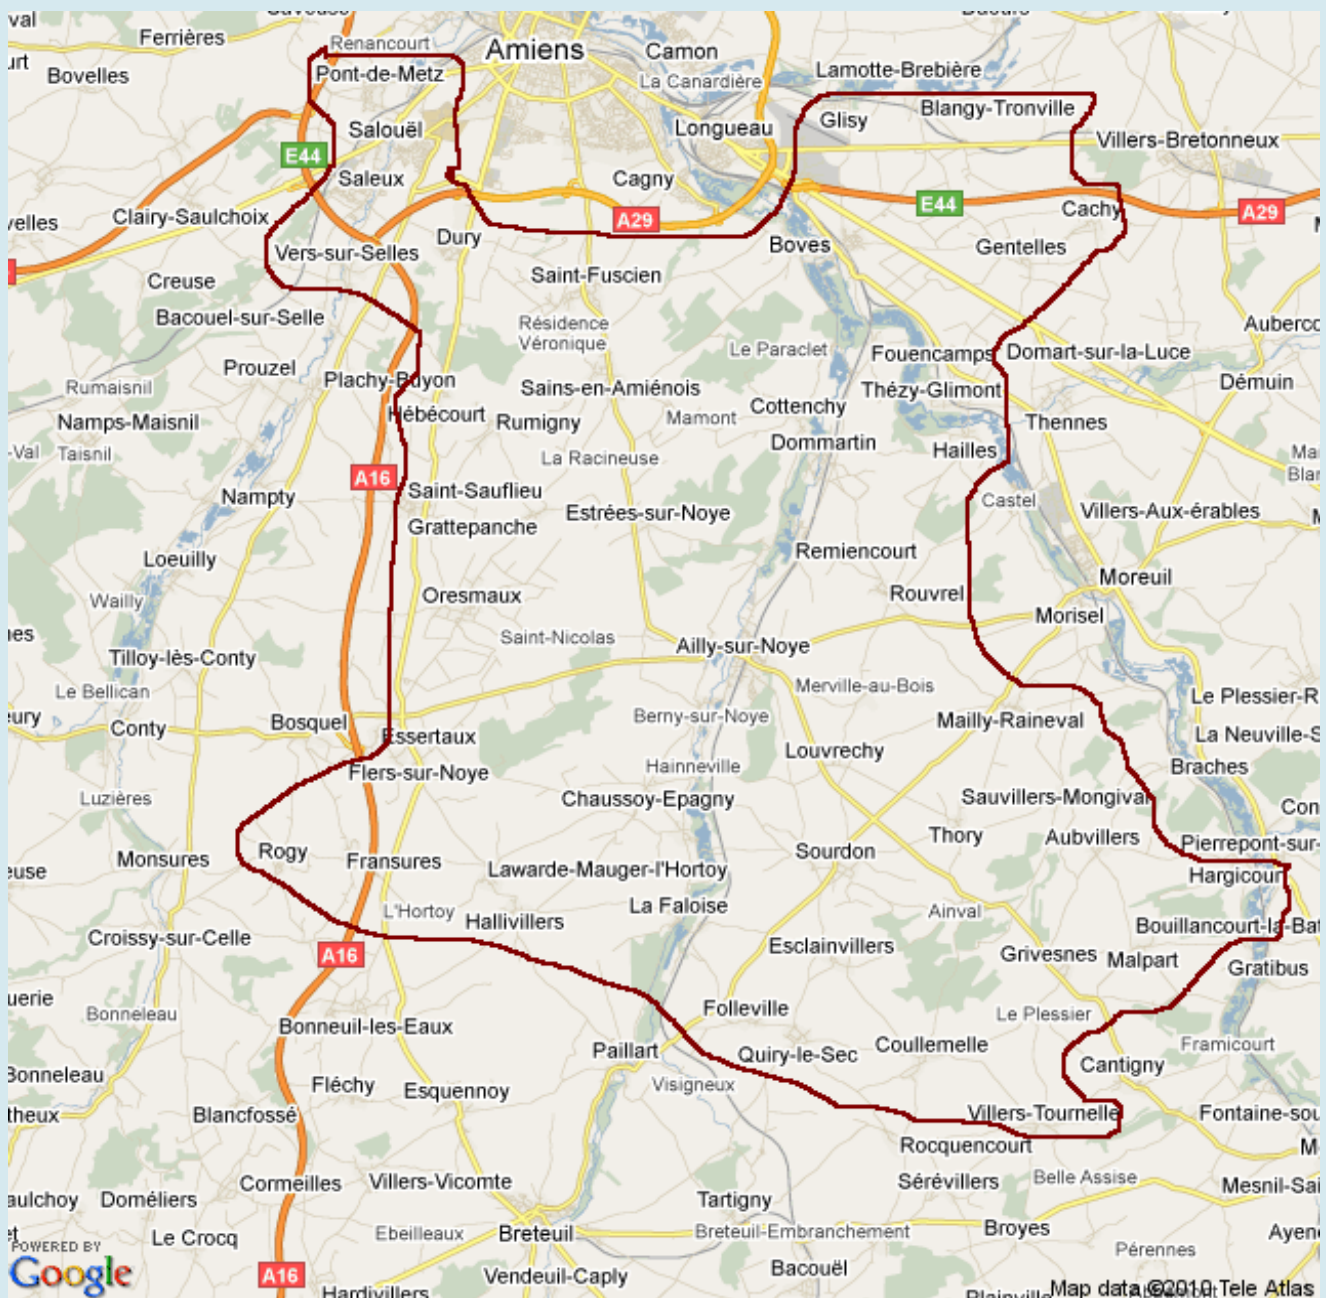 Ferrières
Renancourt
Amiens
Camon
Bovelles
Pont-de-Metz
La Canardière
Lamotte-Brebière
Blangy-Tronville
Glisy
Salouël
Longueau
Villers-Bretonneux
E44
Saleux
Cagny
E44
A29
A29
Clairy-Saulchoix
Cachy
Dury
Boves
Gentelles
Vers-sur-Selles
Creuse
Saint-Fuscien
Bacouel-sur-Selle
Résidence
Véronique
Le Paraclet
Fouencamps
Domart-sur-la-Luce
Prouzel
Plachy-Buyon
Rumaisnil
Sains-en-Amiénois
Thézy-Glimont
Démuin
Hébécourt
Rumigny
Mamont
Cottenchy
Namps-Maisnil
Thennes
Dommartin
Hailles
-Val
Taisnil
La Racineuse
A16
Saint-Sauflieu
Nampty
Castel
Estrées-sur-Noye
Villers-Aux-érables
Grattepanche
Remiencourt
Loeuilly
Moreuil
Oresmaux
Rouvrel
Wailly
Morisel
Saint-Nicolas
Ailly-sur-Noye
Tilloy-lès-Conty
Merville-au-Bois
Le Bellican
Le Plessier-R
Berny-sur-Noye
Bosquel
Mailly-Raineval
Conty
Essertaux
La Neuville-S
Louvrechy
Hainneville
Braches
Flers-sur-Noye
Luzières
Chaussoy-Epagny
Sauvillers-Mongival
Con
Thory
Aubvillers
Pierrepont-sur-
Rogy
Sourdon
Monsures
Fransures
Lawarde-Mauger-l'Hortoy
Hargicourt
La Faloise
L'Hortoy
Hallivillers
Ainval
Bouillancourt-la-Bat
Croissy-sur-Celle
Esclainvillers
Grivesnes
Malpart
A16
Gratibus
Folleville
Le Plessier
Bonneleau
Bonneuil-les-Eaux
Coullemelle
Framicourt
Paillart
Quiry-le-Sec
Cantigny
Bonneleau
Visigneux
Fléchy
Esquennoy
Blancfossé
Villers-Tournelle
Fontaine-sou
Rocquencourt
Belle Assise
Cormeilles
Villers-Vicomte
Sérévillers
Mesnil-Sai
Doméliers
Tartigny
Le Crocq
Ebeilleaux
Breteuil
Breteuil-Embranchement
Broyes
Pérennes
POWERED BY
Google
A16
Vendeuil-Caply
Bacouël
Hardivillers
Map data ©2010 Tele Atlas